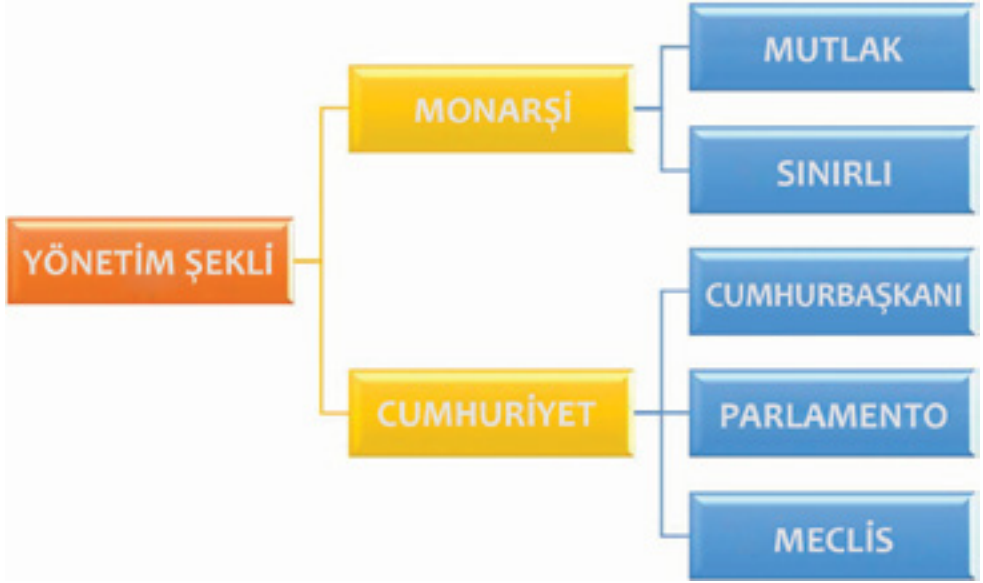 YÖNETİM ŞEKLİ
MONARŞİ
MUTLAK
SINIRLI
CUMHURİYET
CUMHURBAŞKANI
PARLAMENTO
MECLİS